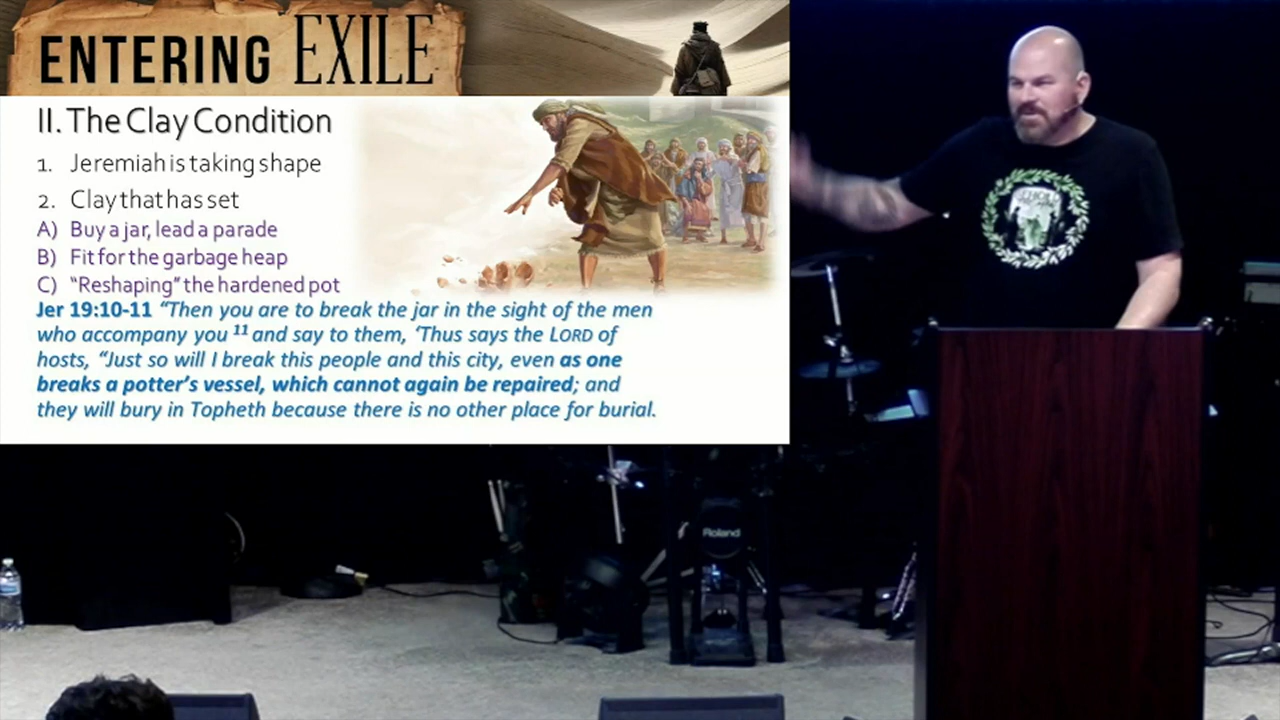 ENTERING EXILE
II. The Clay Condition
1. Jeremiah is taking shape
2. Clay that has set
A) Buy a jar, lead a parade
B) Fit for the garbage heap
C) “Reshaping” the hardened pot
Jer 19:10-11 “Then you are to break the jar in the sight of the men
who accompany you ¹¹ and say to them, ‘Thus says the LORD of
hosts, “Just so will I break this people and this city, even as one
breaks a potter’s vessel, which cannot again be repaired; and
they will bury in Topheth because there is no other place for burial.
Roland